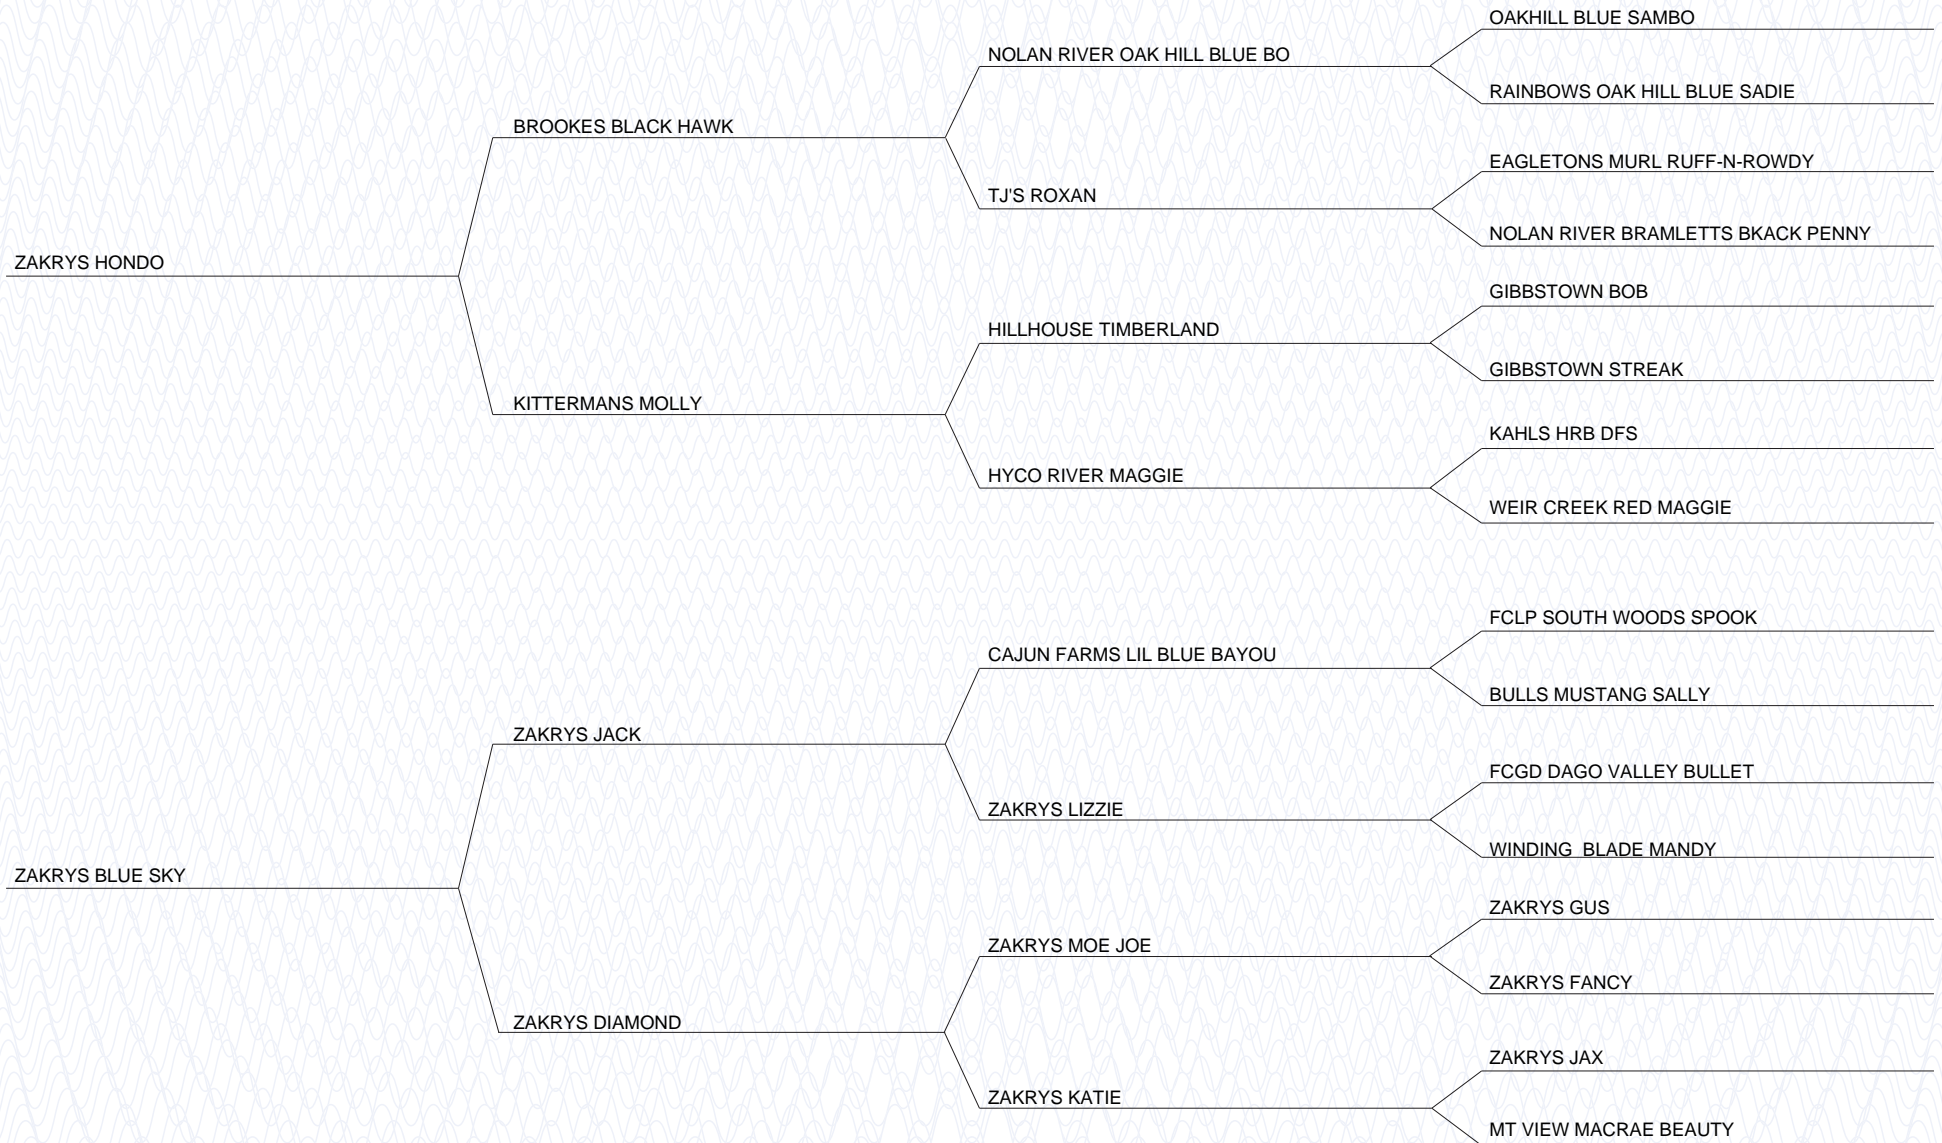 OAKHILL BLUE SAMBO
NOLAN RIVER OAK HILL BLUE BO
RAINBOWS OAK HILL BLUE SADIE
BROOKES BLACK HAWK
EAGLETONS MURL RUFF-N-ROWDY
TJ'S ROXAN
NOLAN RIVER BRAMLETTS BKACK PENNY
ZAKRYS HONDO
GIBBSTOWN BOB
HILLHOUSE TIMBERLAND
GIBBSTOWN STREAK
KITTERMANS MOLLY
KAHLS HRB DFS
HYCO RIVER MAGGIE
WEIR CREEK RED MAGGIE
FCLP SOUTH WOODS SPOOK
CAJUN FARMS LIL BLUE BAYOU
BULLS MUSTANG SALLY
ZAKRYS JACK
FCGD DAGO VALLEY BULLET
ZAKRYS LIZZIE
WINDING  BLADE MANDY
ZAKRYS BLUE SKY
ZAKRYS GUS
ZAKRYS MOE JOE
ZAKRYS FANCY
ZAKRYS DIAMOND
ZAKRYS JAX
ZAKRYS KATIE
MT VIEW MACRAE BEAUTY